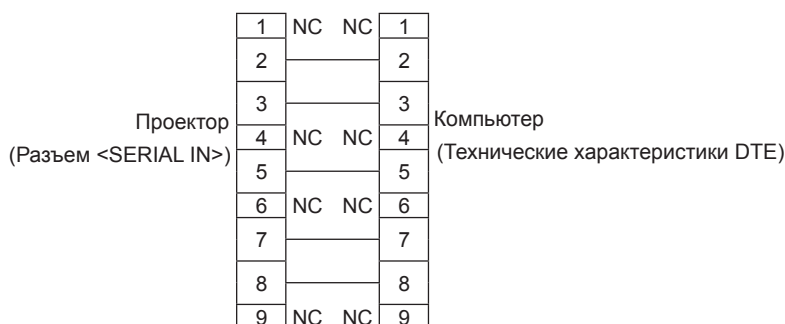 1 NC NC 1
2 2
3 3
Проектор
(Разъем <SERIAL IN>)
Компьютер
(Технические характеристики DTE)
4 NC NC 4
5 5
6 NC NC 6
7 7
8 8
9 NC NC 9